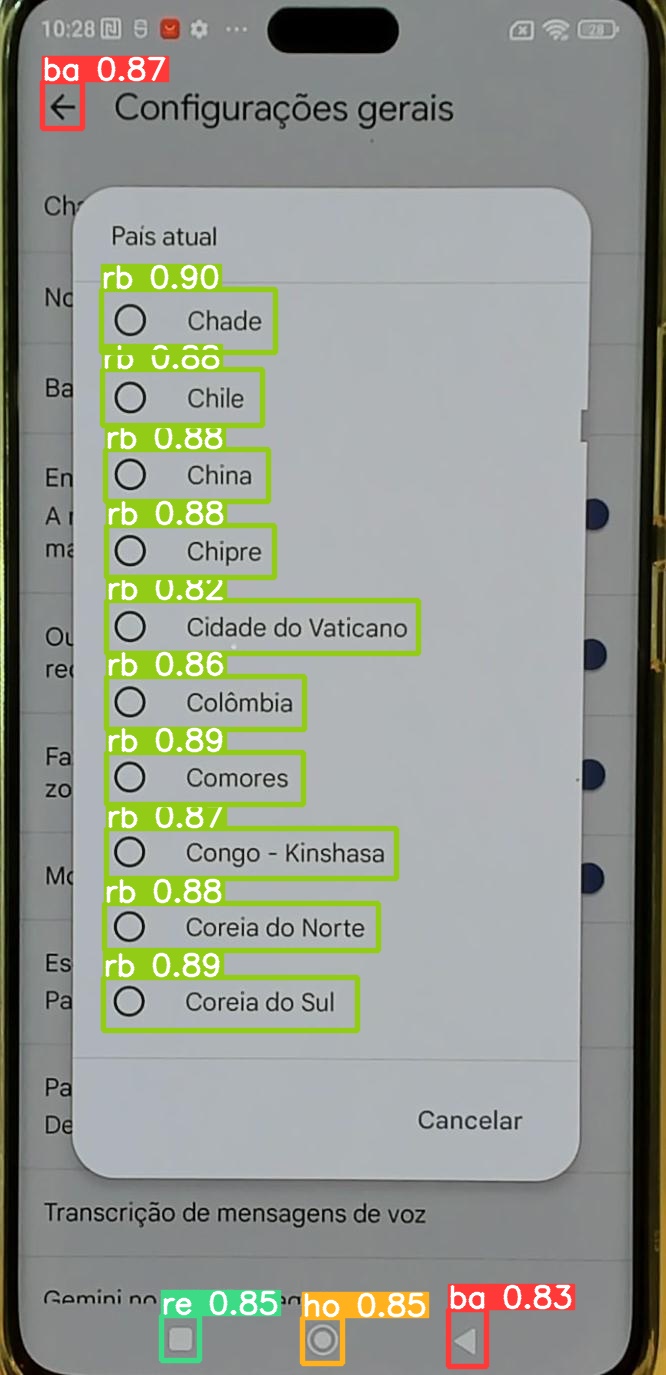 10:28
28
ba 0.87
Configurações gerais
País atual
rb 0.90
Chade
rb 0.88
Chile
rb 0.88
China
rb 0.88
Chipre
rb 0.82
Cidade do Vaticano
rb 0.86
Colômbia
rb 0.89
Comores
rb 0.87
Congo - Kinshasa
rb 0.88
Coreia do Norte
rb 0.89
Coreia do Sul
Cancelar
Transcrição de mensagens de voz
Gemini no
re 0.85
ho 0.85
ba 0.83